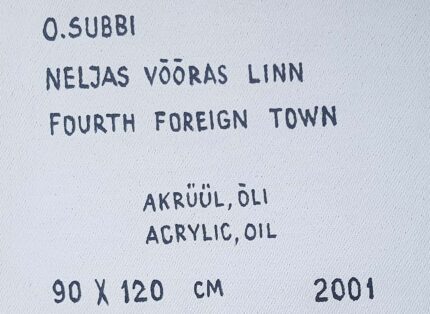 O.SUBBI
NELJAS VÕÕRAS LINN
FOURTH FOREIGN TOWN
AKRÜÜL, ÕLI
ACRYLIC, OIL
90 X 120 CM 2001